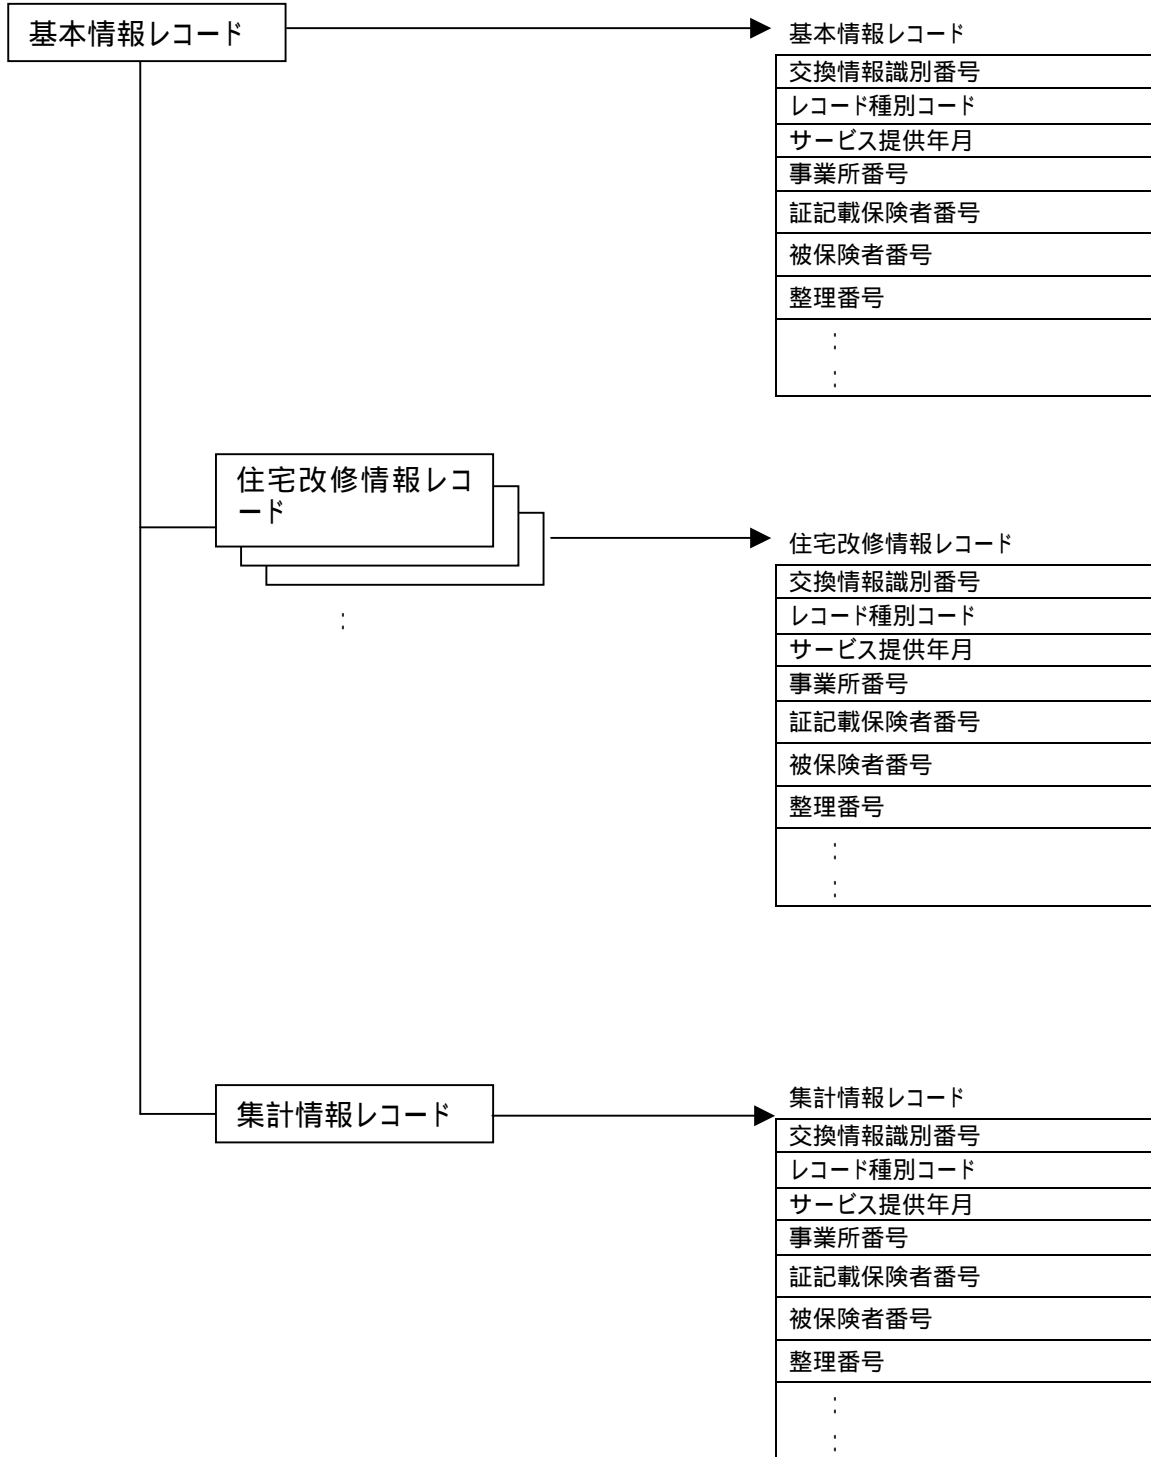 基本情報レコード
基本情報レコード
交換情報識別番号
レコード種別コード
サービス提供年月
事業所番号
証記載保険者番号
被保険者番号
整理番号
:
:
住宅改修情報レコ
ード
:
住宅改修情報レコード
交換情報識別番号
レコード種別コード
サービス提供年月
事業所番号
証記載保険者番号
被保険者番号
整理番号
:
:
集計情報レコード
集計情報レコード
交換情報識別番号
レコード種別コード
サービス提供年月
事業所番号
証記載保険者番号
被保険者番号
整理番号
:
: